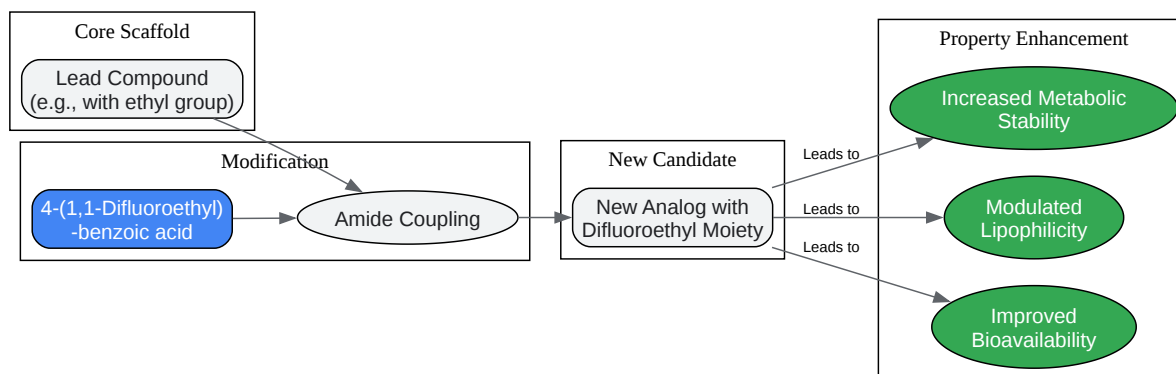 Core Scaffold
Lead Compound
(e.g., with ethyl group)
Modification
4-(1,1-Difluoroethyl)
-benzoic acid
Amide Coupling
New Candidate
New Analog with
Difluoroethyl Moiety
Leads to
Leads to
Leads to
Property Enhancement
Increased Metabolic
Stability
Modulated
Lipophilicity
Improved
Bioavailability